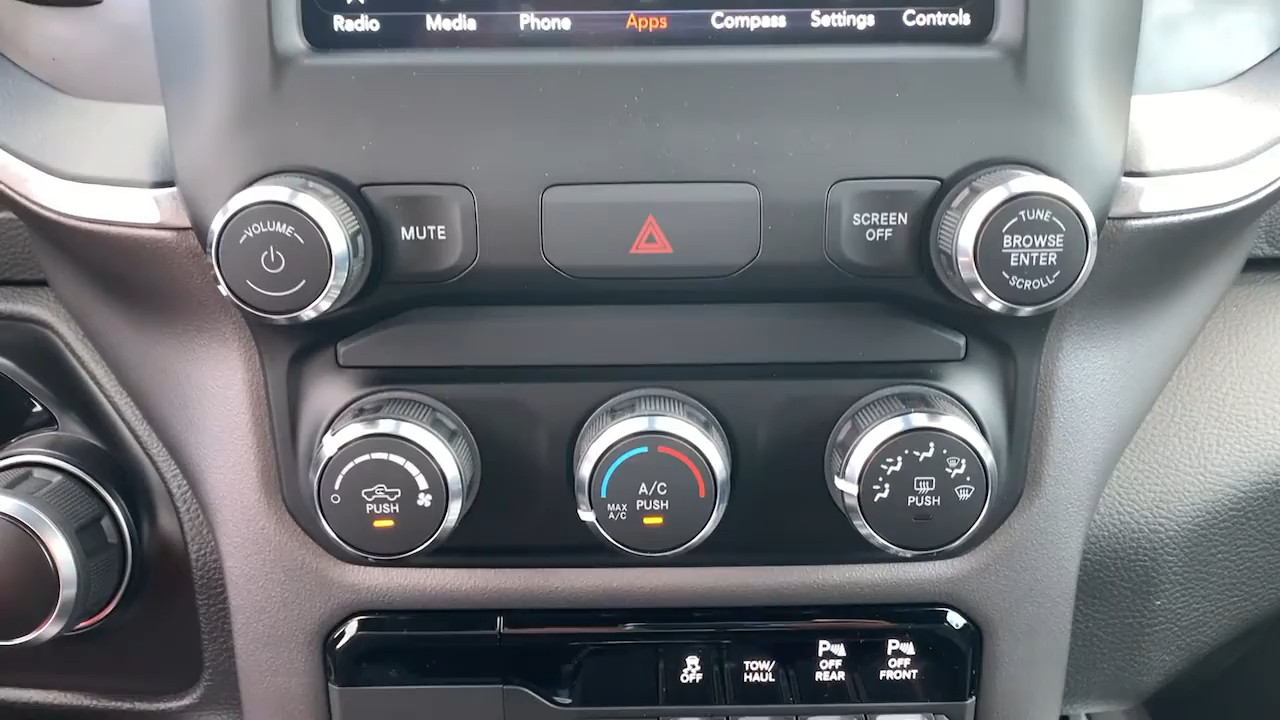 Radio Media Phone Apps Compass Settings Controls
VOLUME
MUTE
SCREEN
OFF
TUNE
BROWSE
ENTER
SCROLL
PUSH
A/C
PUSH
MAX
A/C
PUSH
OFF
TOW/
HAUL
P
OFF
REAR
P
OFF
FRONT